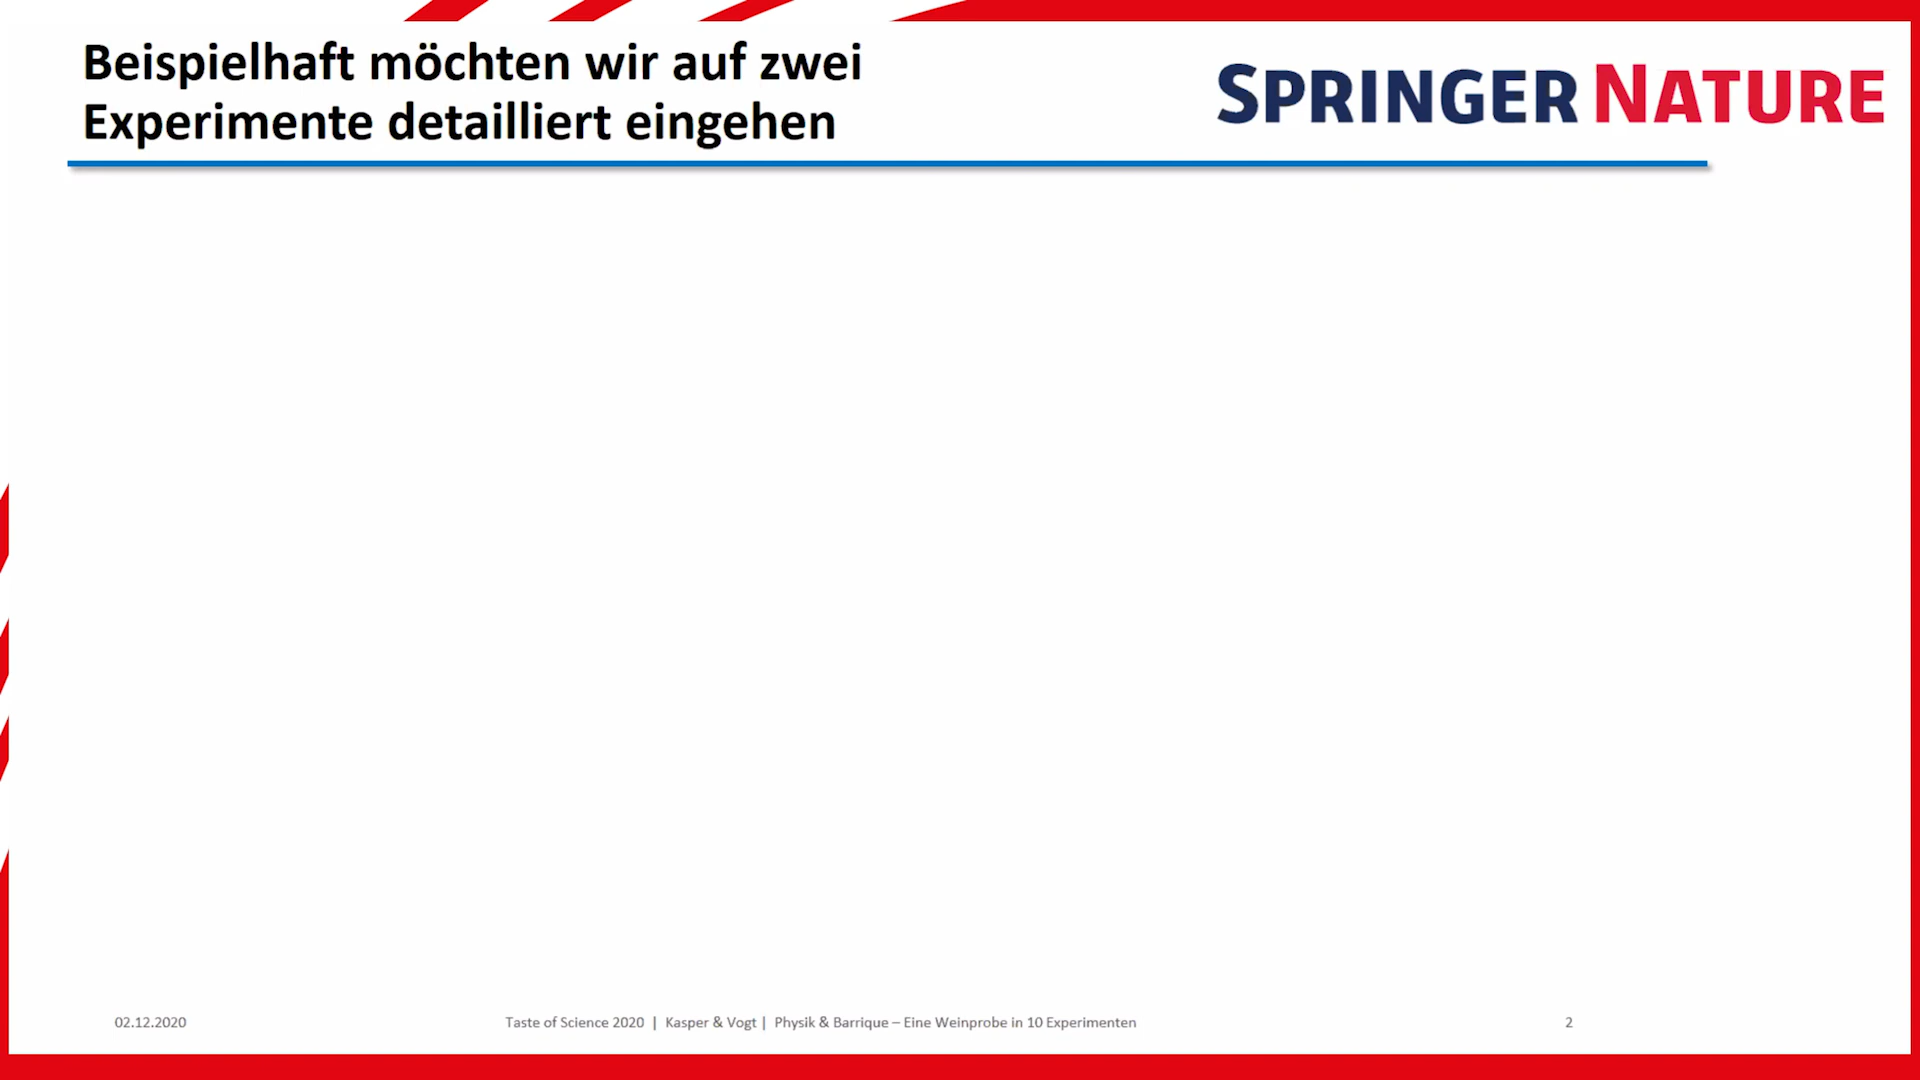 Beispielhaft möchten wir auf zwei
Experimente detailliert eingehen
SPRINGER NATURE
02.12.2020
Taste of Science 2020 | Kasper & Vogt | Physik & Barrique – Eine Weinprobe in 10 Experimenten
2